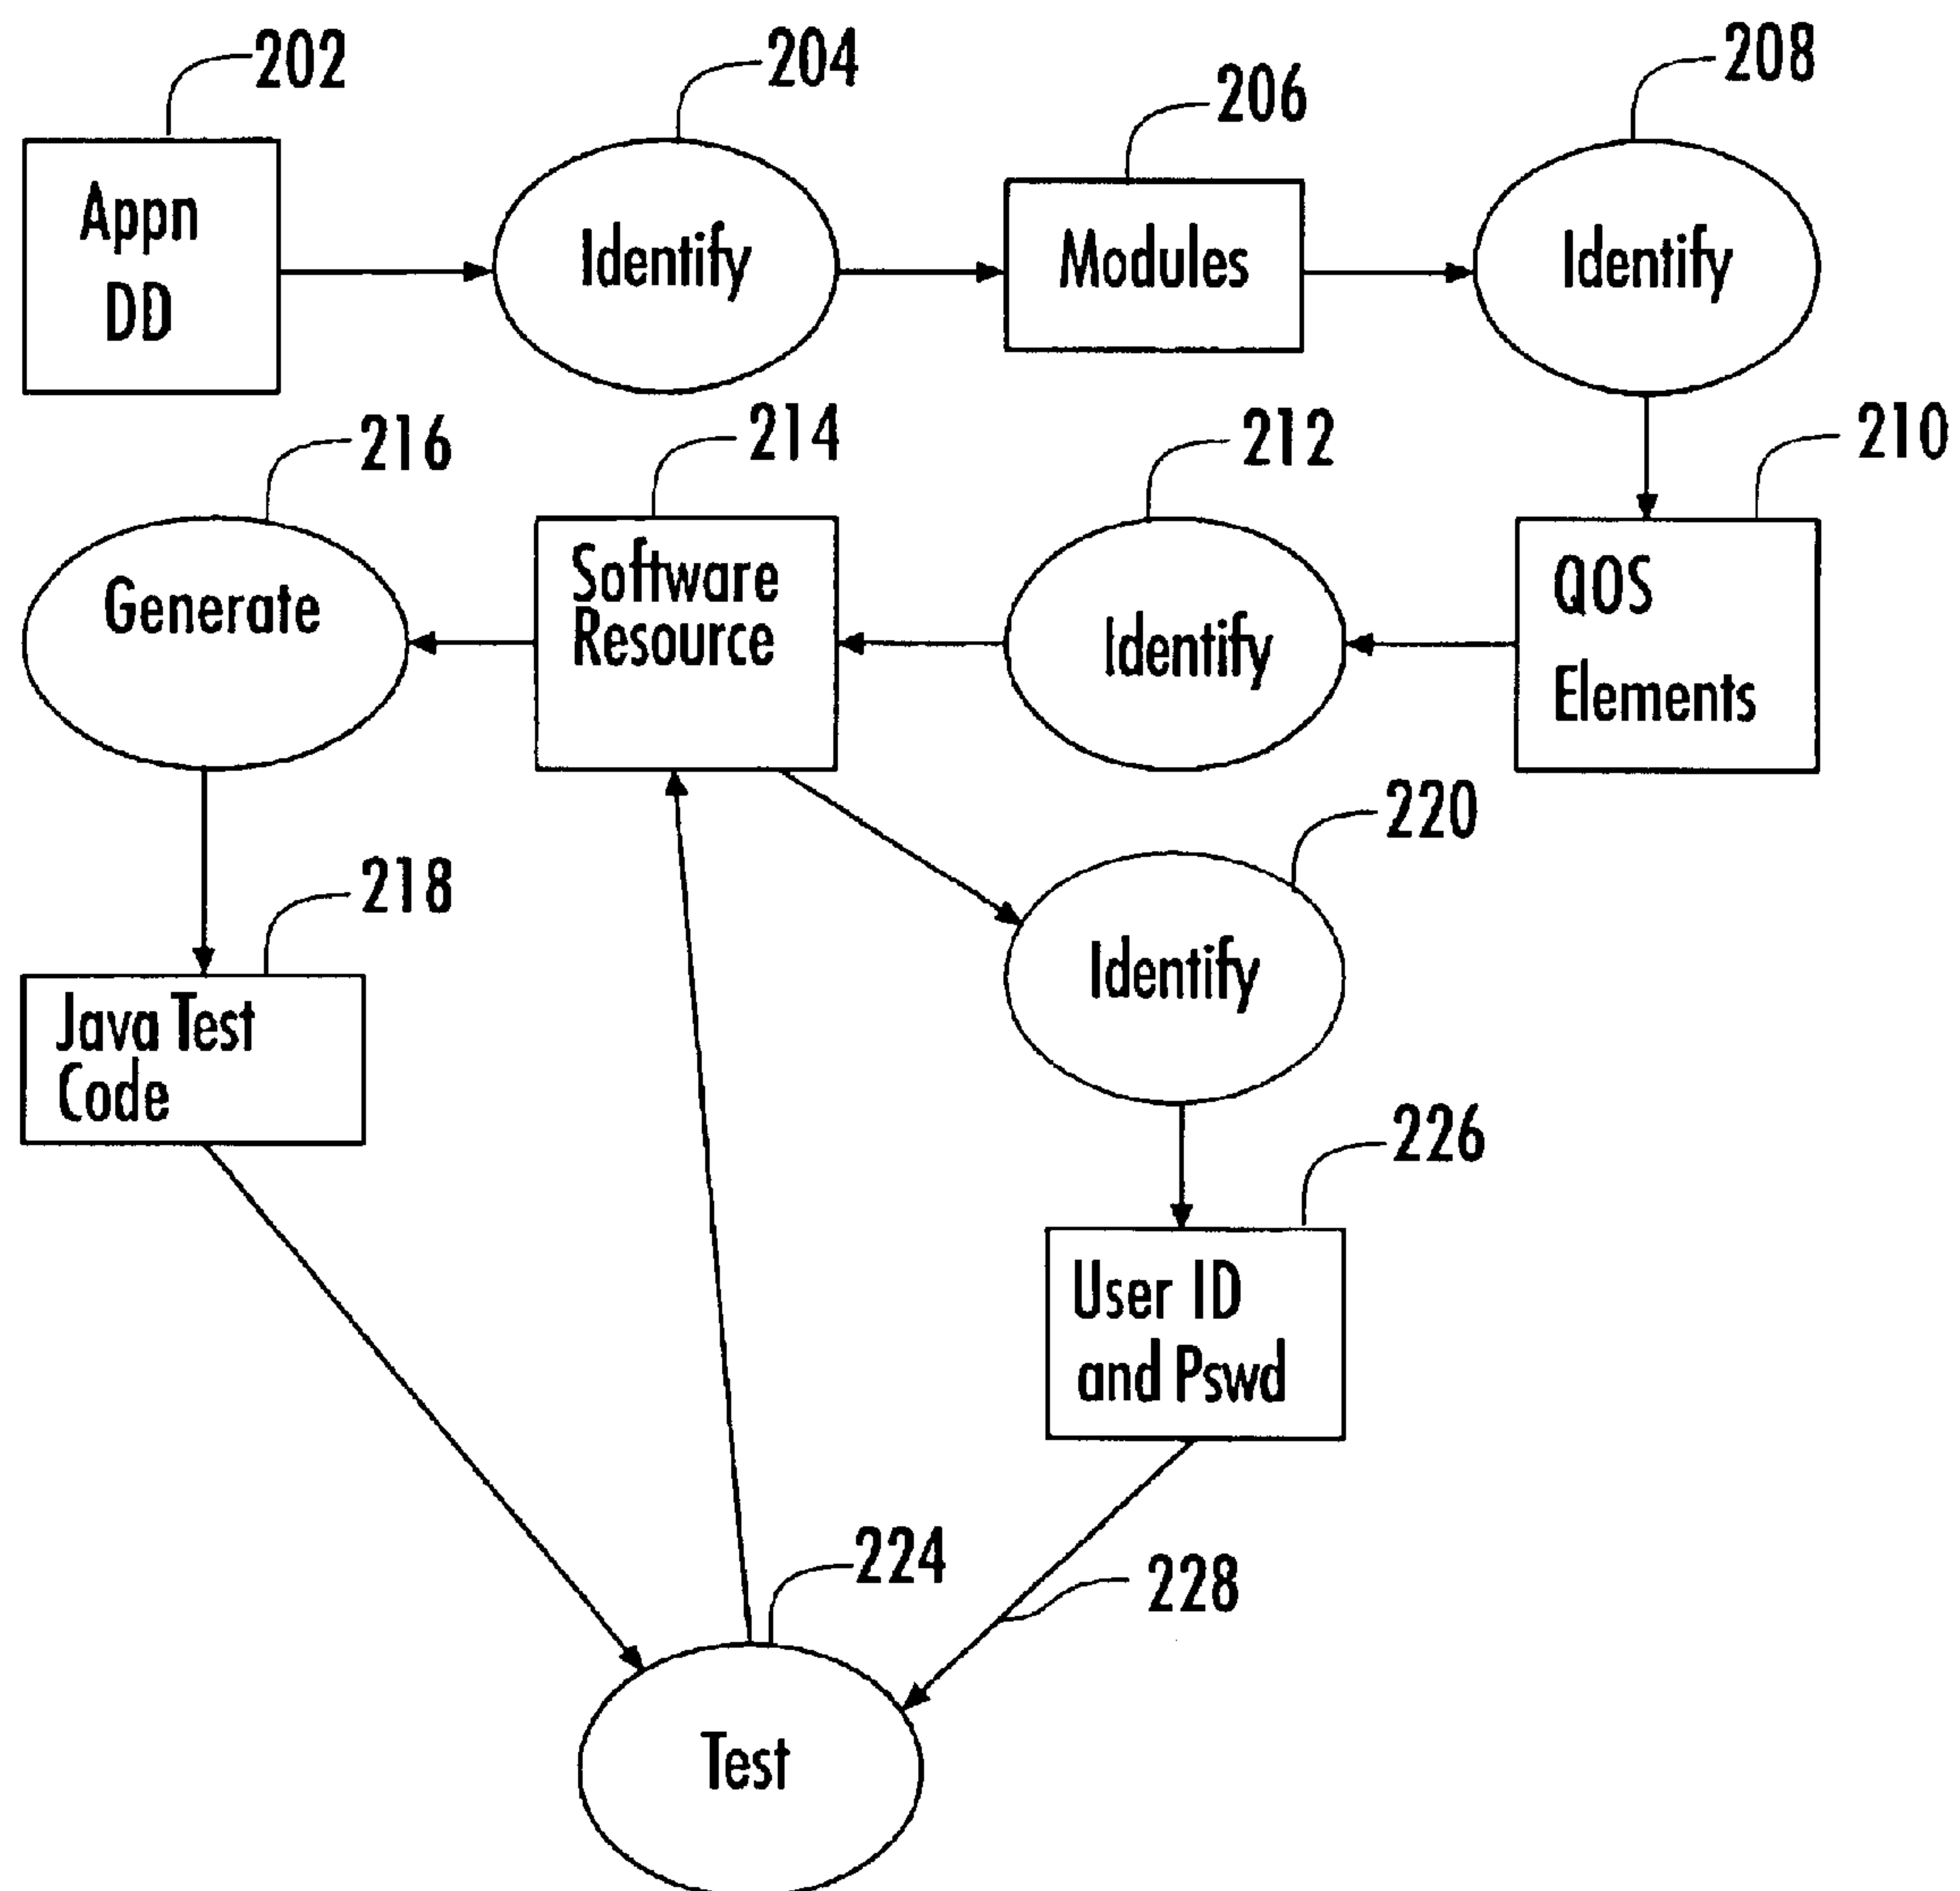 202
204
206
208
Appn
DD
Identify
Modules
Identify
216
214
212
210
Generate
Software
Resource
Identify
QOS
Elements
220
218
Identify
Java Test
Code
226
User ID
and Pswd
224
228
Test